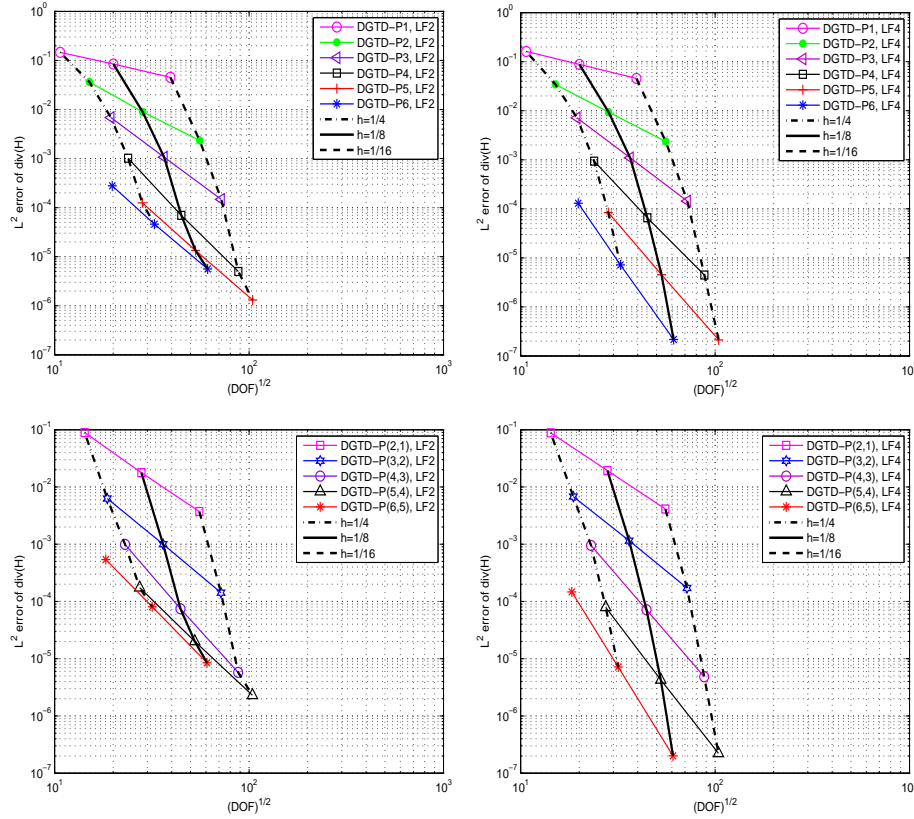 10^0
10^-1
10^-2
10^-3
10^-4
10^-5
10^-6
10^-7
L^2 error of div(H)
10^1
10^2
10^3
(DOF)^1/2
DGTD-P1, LF2
DGTD-P2, LF2
DGTD-P3, LF2
DGTD-P4, LF2
DGTD-P5, LF2
DGTD-P6, LF2
h=1/4
h=1/8
h=1/16
10^0
10^-1
10^-2
10^-3
10^-4
10^-5
10^-6
10^-7
L^2 error of div(H)
10^1
10^2
10
(DOF)^1/2
DGTD-P1, LF4
DGTD-P2, LF4
DGTD-P3, LF4
DGTD-P4, LF4
DGTD-P5, LF4
DGTD-P6, LF4
h=1/4
h=1/8
h=1/16
10^-1
10^-2
10^-3
10^-4
10^-5
10^-6
10^-7
L^2 error of div(H)
10^1
10^2
10^3
(DOF)^1/2
DGTD-P(2,1), LF2
DGTD-P(3,2), LF2
DGTD-P(4,3), LF2
DGTD-P(5,4), LF2
DGTD-P(6,5), LF2
h=1/4
h=1/8
h=1/16
10^-1
10^-2
10^-3
10^-4
10^-5
10^-6
10^-7
L^2 error of div(H)
10^1
10^2
10
(DOF)^1/2
DGTD-P(2,1), LF4
DGTD-P(3,2), LF4
DGTD-P(4,3), LF4
DGTD-P(5,4), LF4
DGTD-P(6,5), LF4
h=1/4
h=1/8
h=1/16